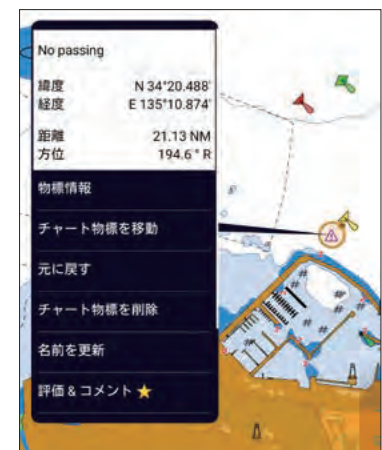 No passing
緯度 N 34°20.488'
経度 E 135°10.874'
距離 21.13 NM
方位 194.6° R
物標情報
チャート物標を移動
元に戻す
チャート物標を削除
名前を更新
評価 & コメント ★